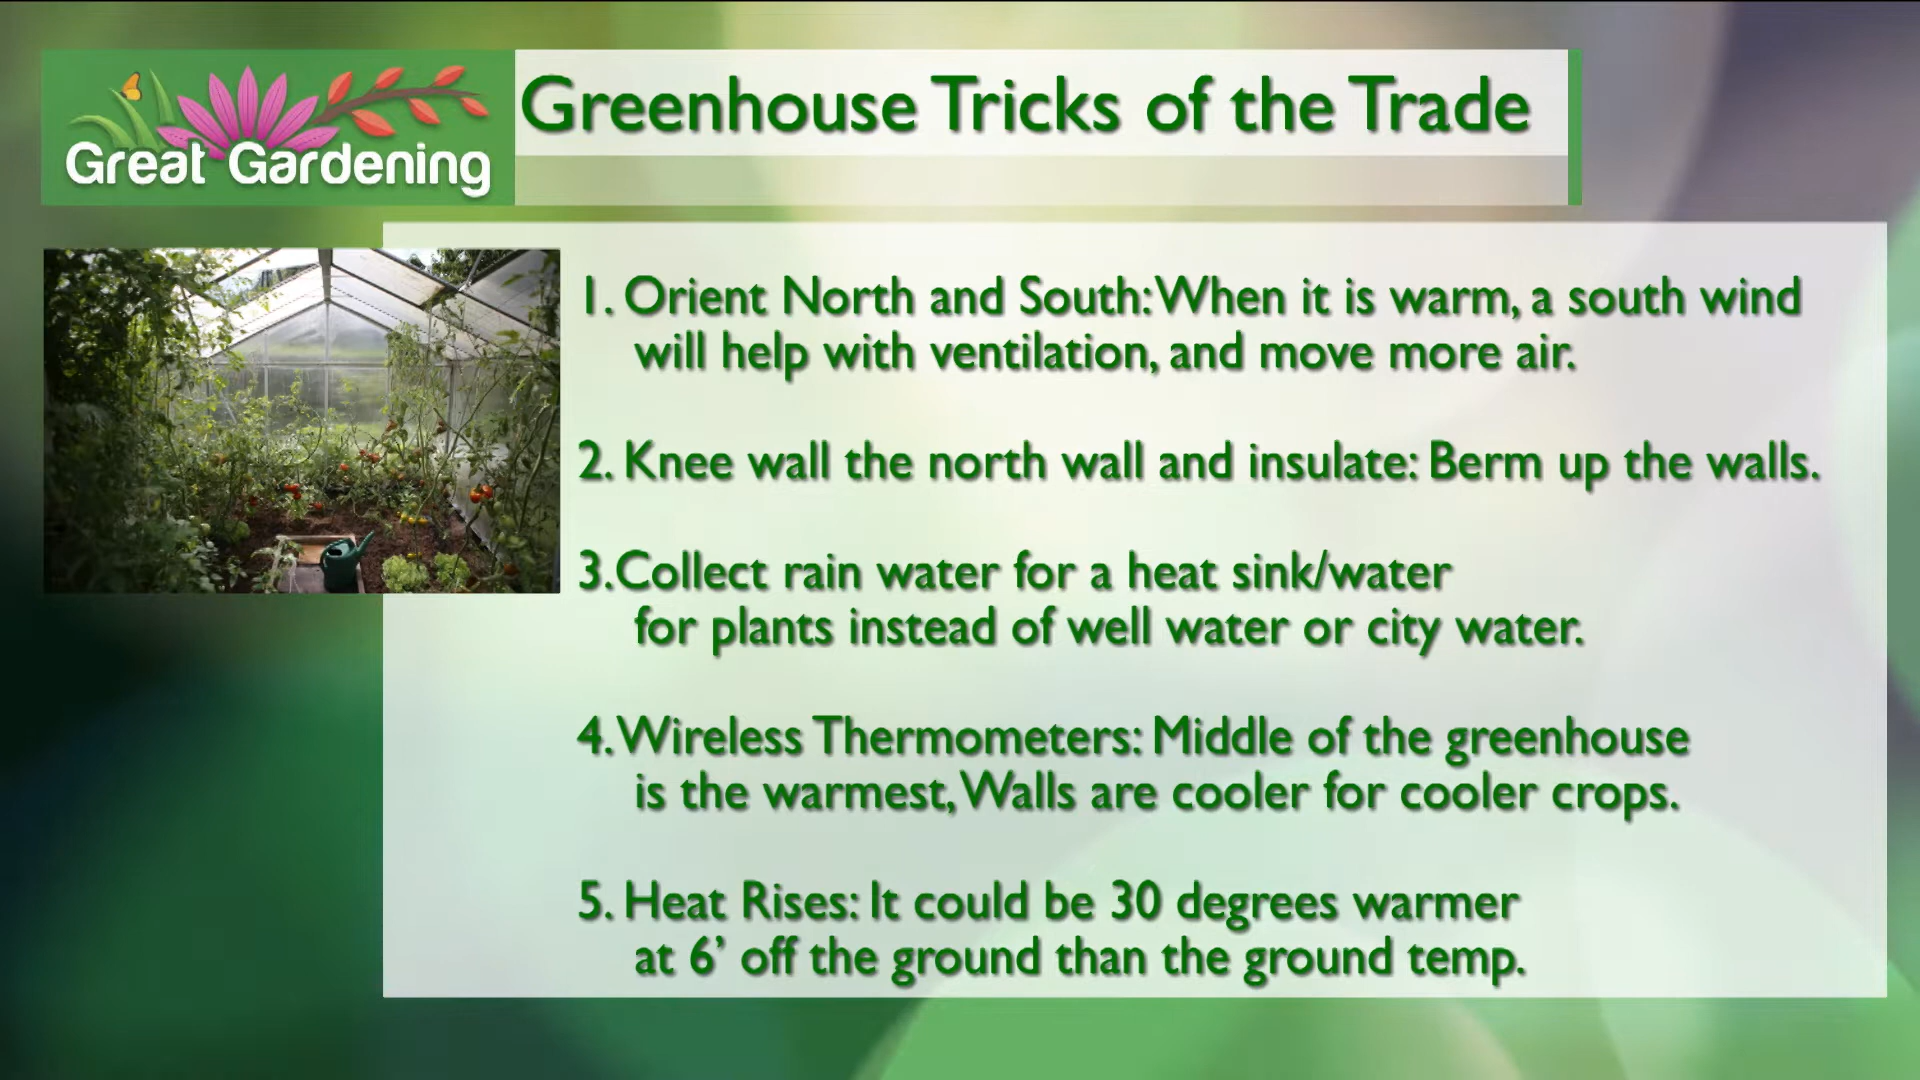 Great Gardening
Greenhouse Tricks of the Trade
1. Orient North and South: When it is warm, a south wind
will help with ventilation, and move more air.
2. Knee wall the north wall and insulate: Berm up the walls.
3.Collect rain water for a heat sink/water
for plants instead of well water or city water.
4. Wireless Thermometers: Middle of the greenhouse
is the warmest, Walls are cooler for cooler crops.
5. Heat Rises: It could be 30 degrees warmer
at 6’ off the ground than the ground temp.